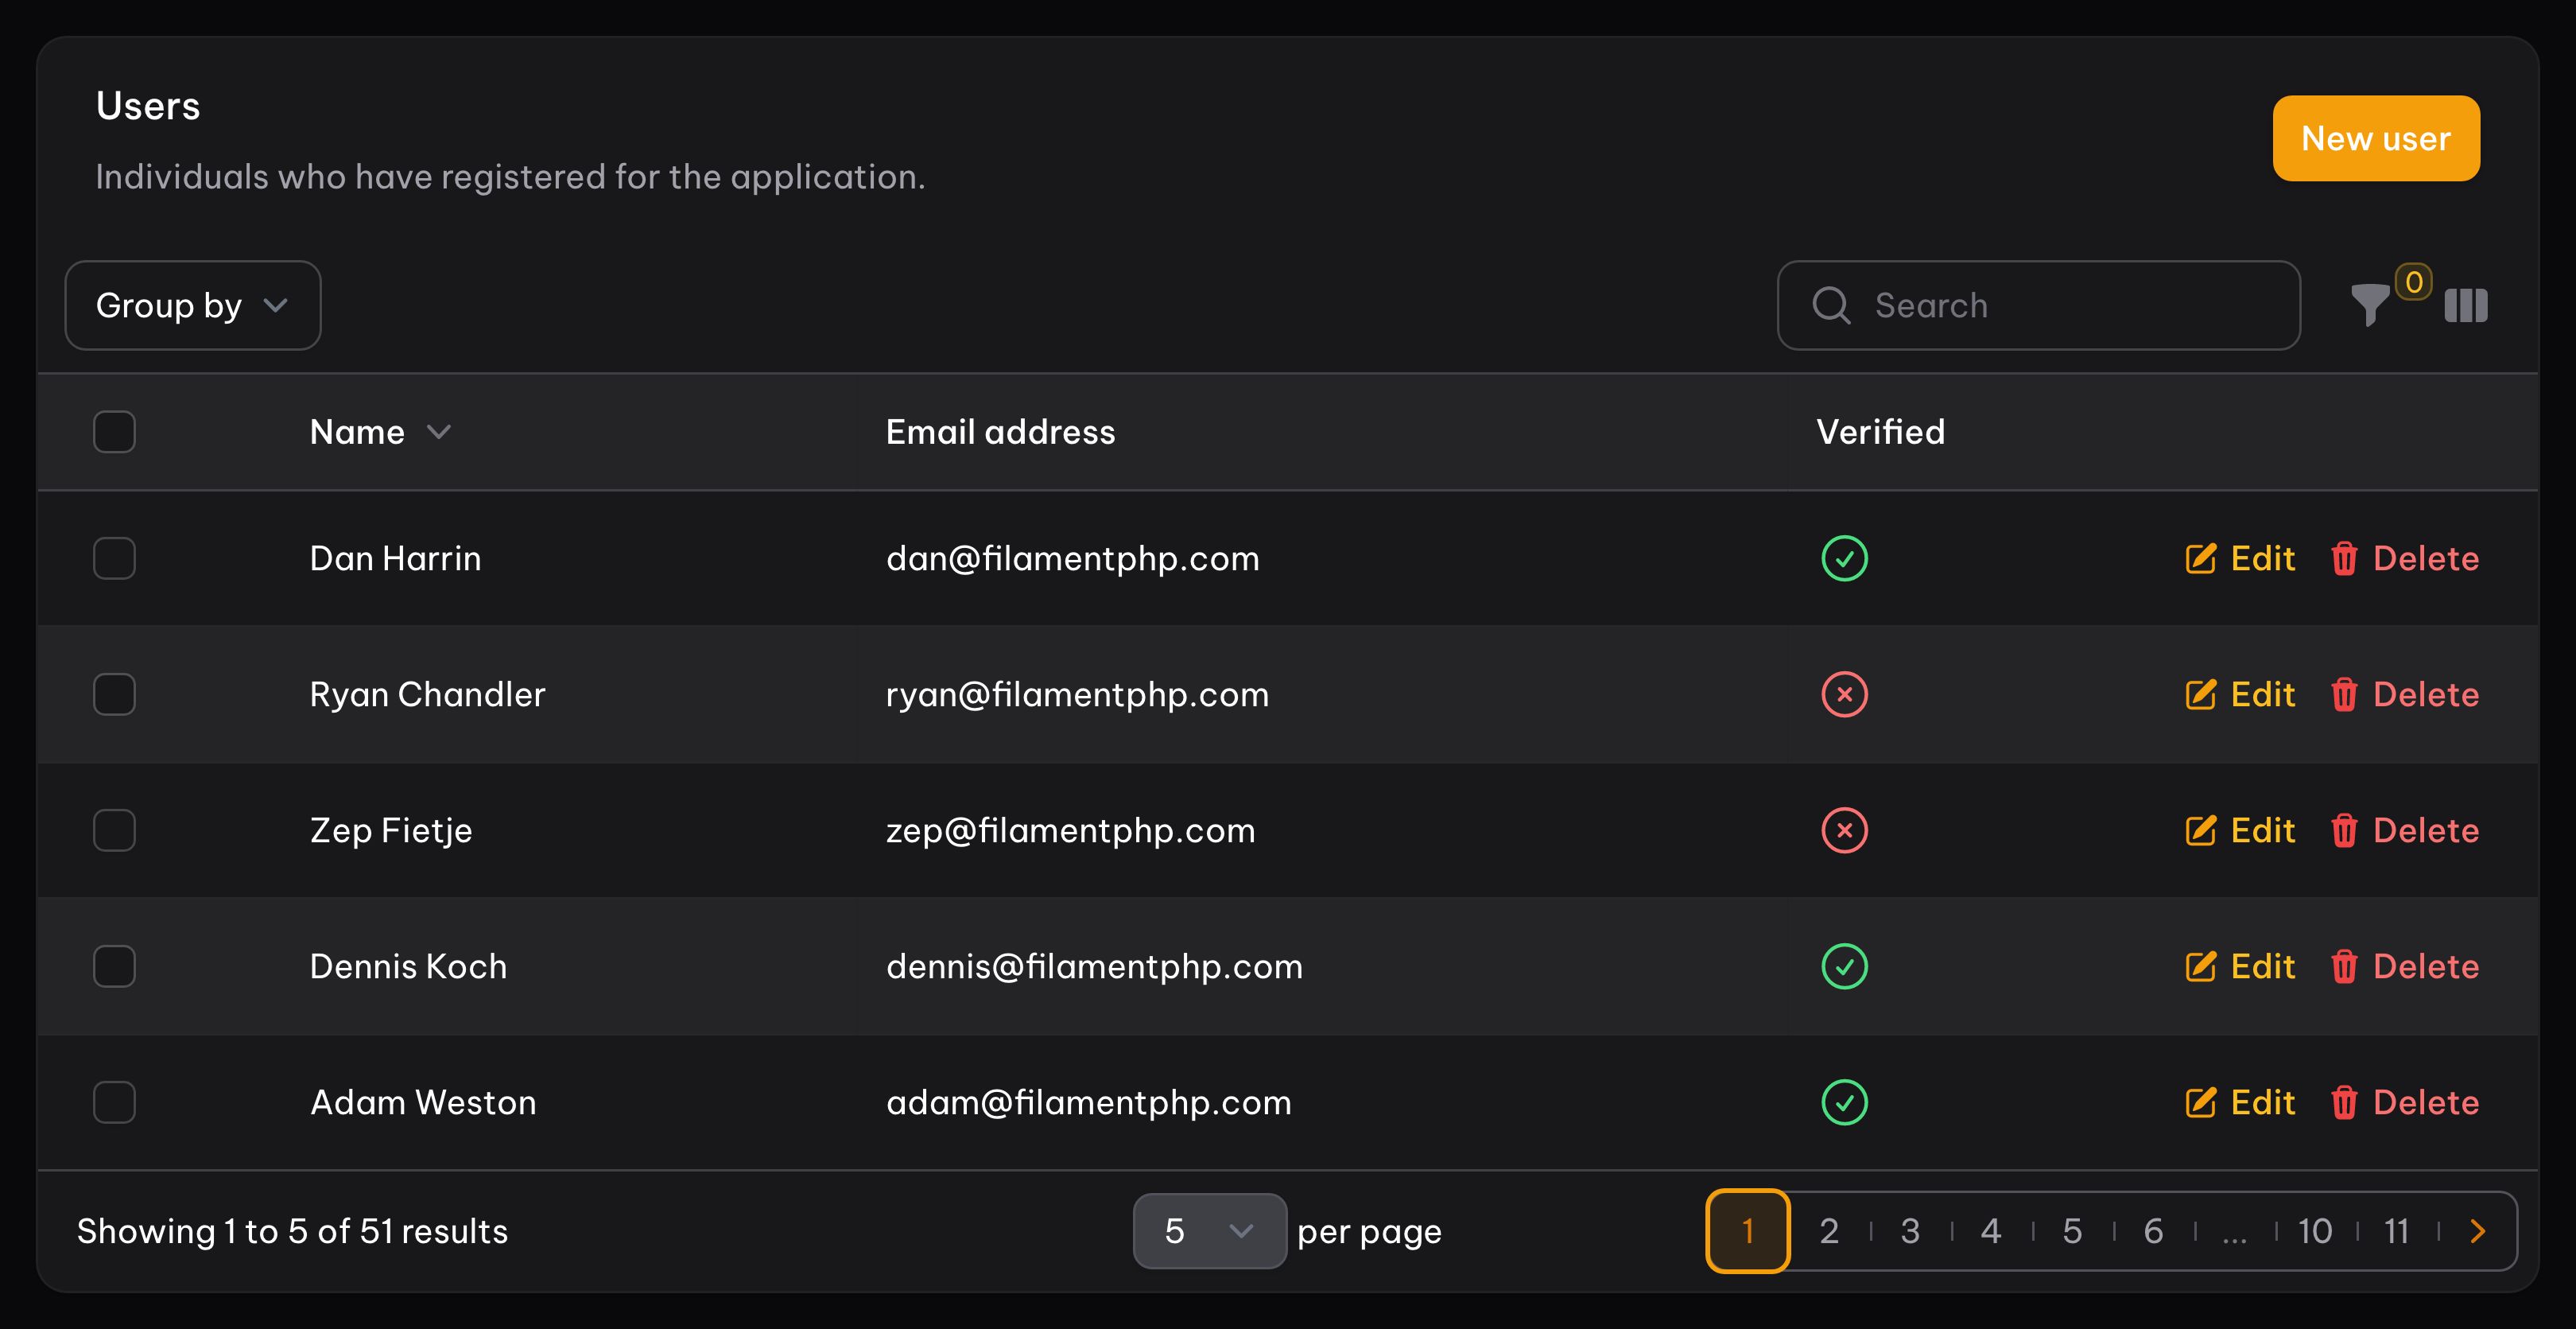 Users
New user
Individuals who have registered for the application.
Group by
Search
0
Name Email address Verified
Dan Harrin dan@filamentphp.com Edit Delete
Ryan Chandler ryan@filamentphp.com Edit Delete
Zep Fietje zep@filamentphp.com Edit Delete
Dennis Koch dennis@filamentphp.com Edit Delete
Adam Weston adam@filamentphp.com Edit Delete
Showing 1 to 5 of 51 results 5 per page 1 2 3 4 5 6 ... 10 11